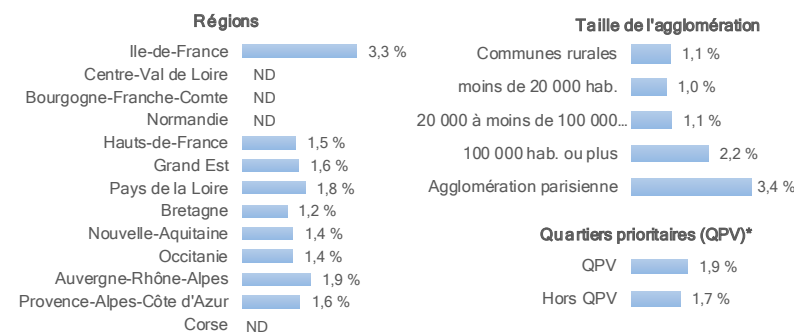 Régions
Ile-de-France 3,3 %
Centre-Val de Loire ND
Bourgogne-Franche-Comte ND
Normandie ND
Hauts-de-France 1,5 %
Grand Est 1,6 %
Pays de la Loire 1,8 %
Bretagne 1,2 %
Nouvelle-Aquitaine 1,4 %
Occitanie 1,4 %
Auvergne-Rhône-Alpes 1,9 %
Provence-Alpes-Côte d'Azur 1,6 %
Corse ND
Taille de l'agglomération
Communes rurales 1,1 %
moins de 20 000 hab. 1,0 %
20 000 à moins de 100 000… 1,1 %
100 000 hab. ou plus 2,2 %
Agglomération parisienne 3,4 %
Quartiers prioritaires (QPV)*
QPV 1,9 %
Hors QPV 1,7 %